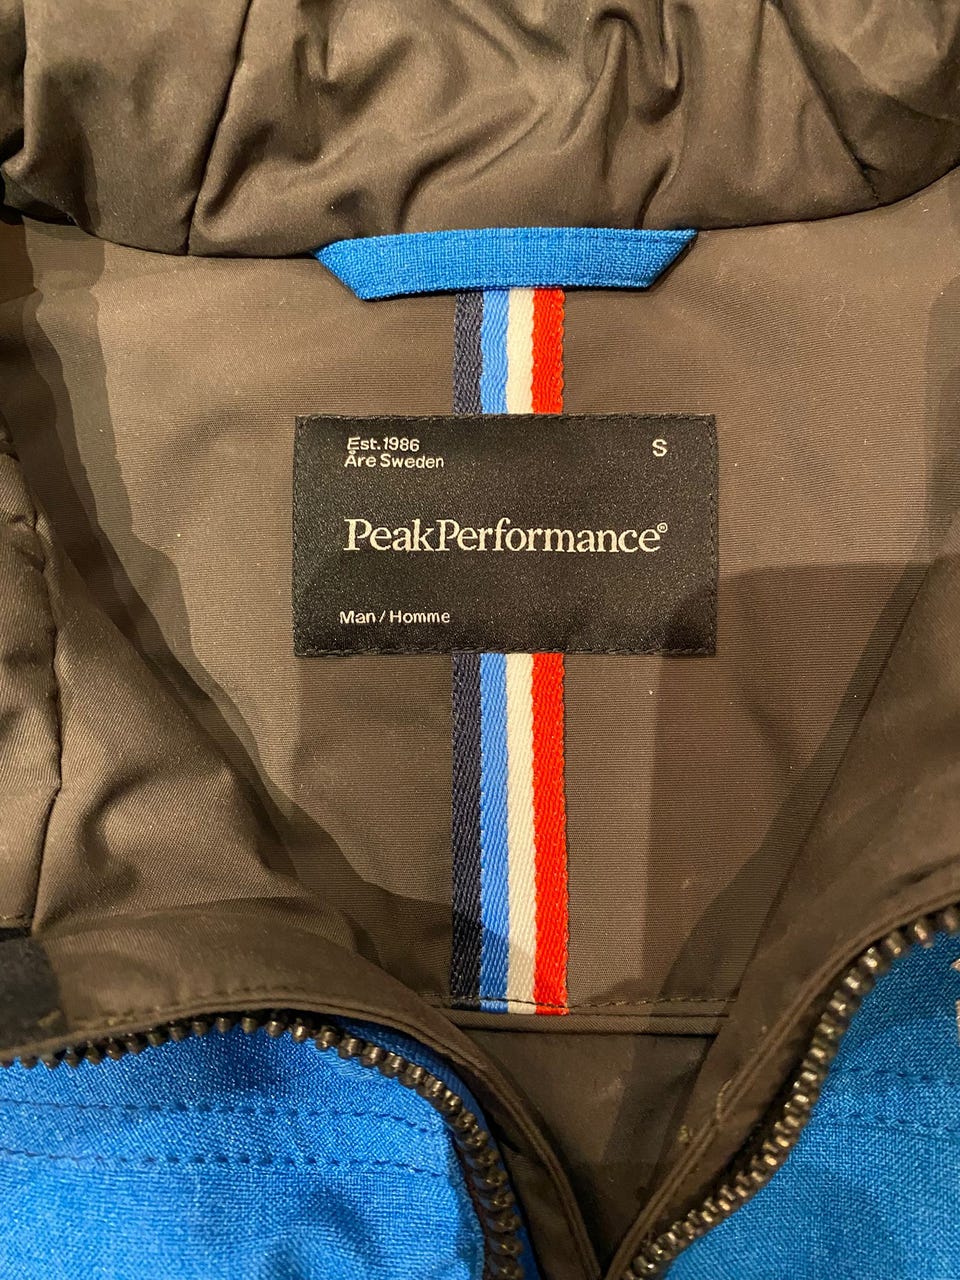 Est. 1986 S
Åre Sweden
PeakPerformance®
Man / Homme